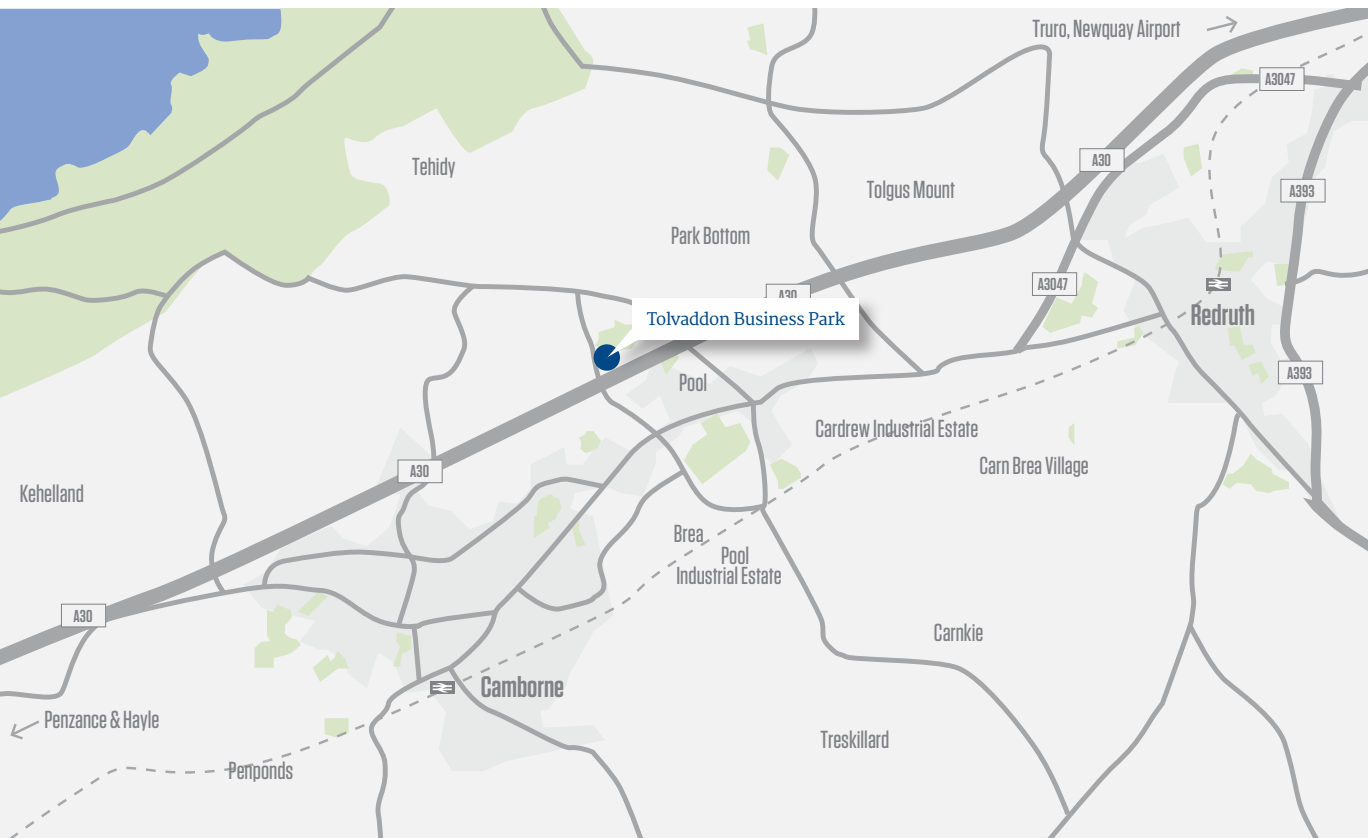 Truro, Newquay Airport
A3047
A30
Tehidy
Tolgus Mount
A393
Park Bottom
A3047
A30
Redruth
Tolvaddon Business Park
Pool
A393
Cardrew Industrial Estate
Carn Brea Village
A30
Kehelland
Brea
Pool
Industrial Estate
A30
Carnkie
Camborne
Penzance & Hayle
Treskillard
Penponds